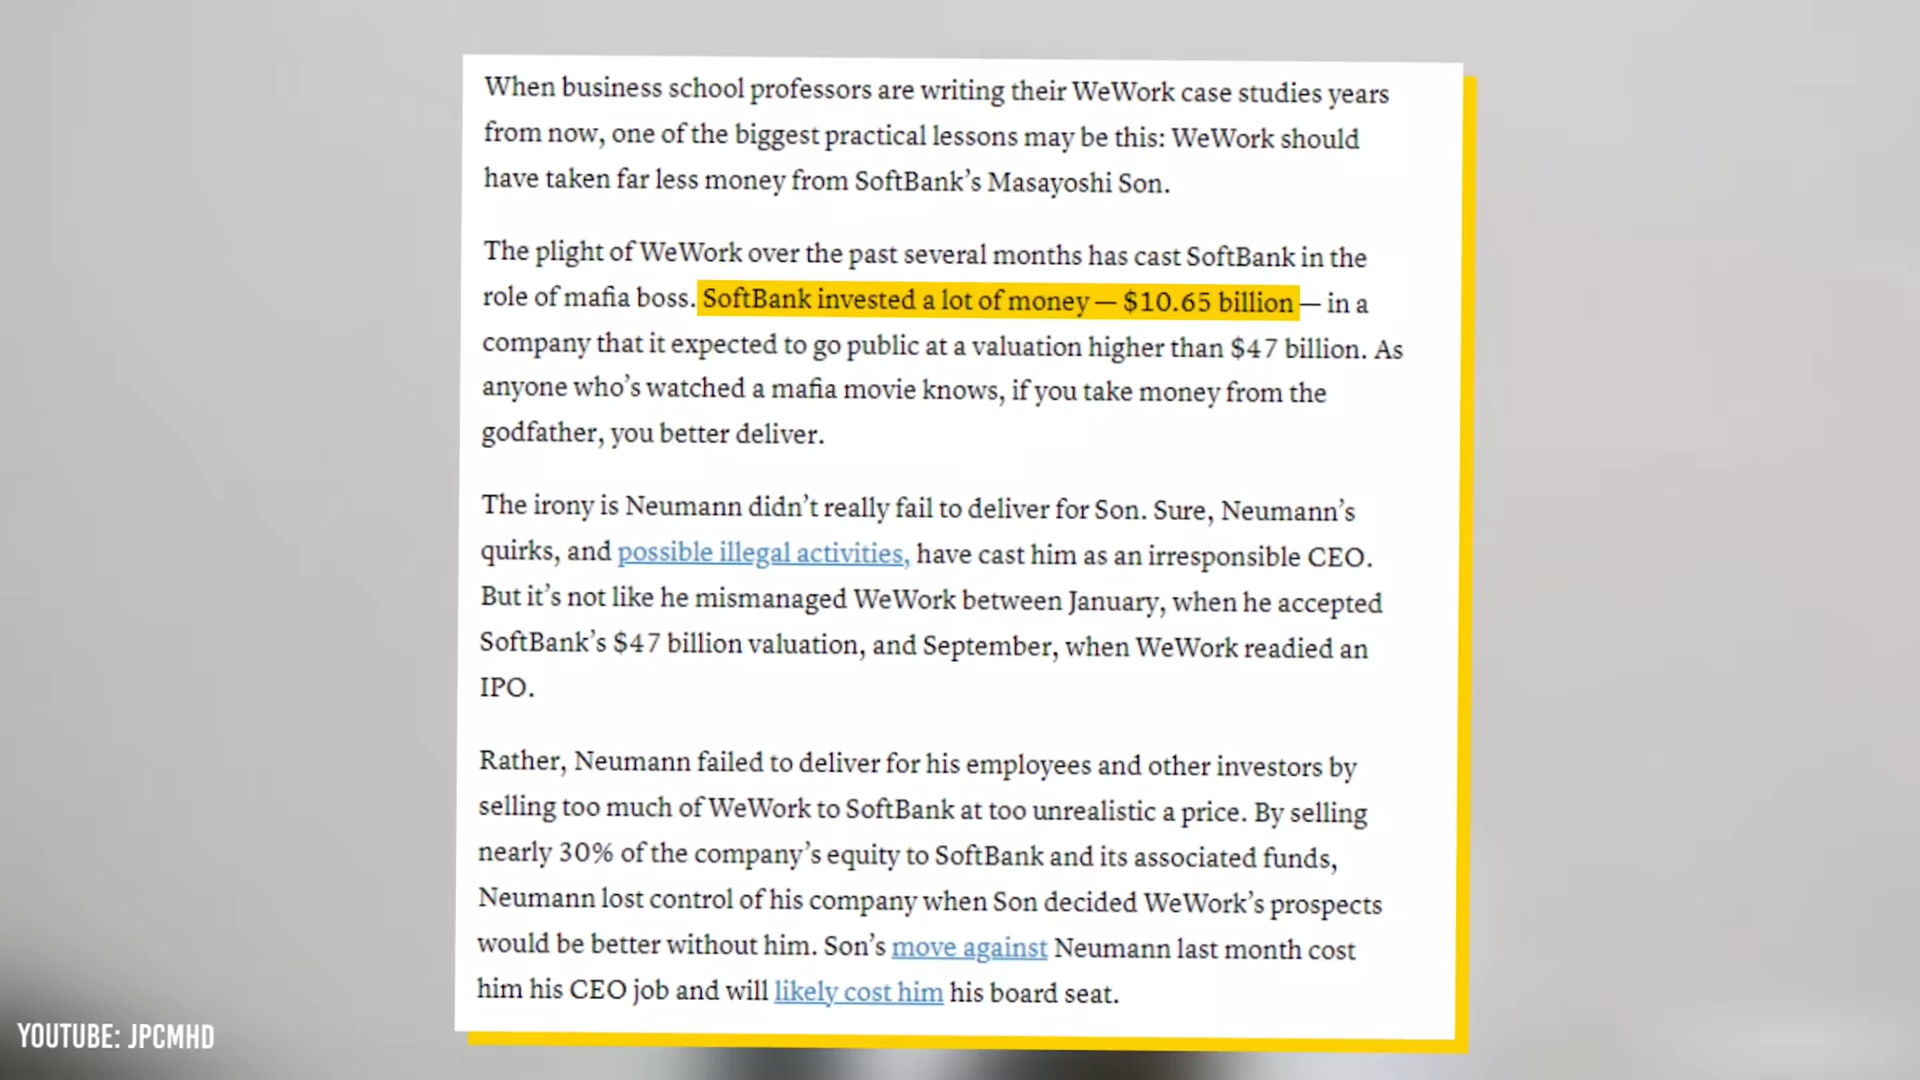 When business school professors are writing their WeWork case studies years
from now, one of the biggest practical lessons may be this: WeWork should
have taken far less money from SoftBank’s Masayoshi Son.
The plight of WeWork over the past several months has cast SoftBank in the
role of mafia boss. SoftBank invested a lot of money — $10.65 billion — in a
company that it expected to go public at a valuation higher than $47 billion. As
anyone who’s watched a mafia movie knows, if you take money from the
godfather, you better deliver.
The irony is Neumann didn’t really fail to deliver for Son. Sure, Neumann’s
quirks, and possible illegal activities, have cast him as an irresponsible CEO.
But it’s not like he mismanaged WeWork between January, when he accepted
SoftBank’s $47 billion valuation, and September, when WeWork readied an
IPO.
Rather, Neumann failed to deliver for his employees and other investors by
selling too much of WeWork to SoftBank at too unrealistic a price. By selling
nearly 30% of the company’s equity to SoftBank and its associated funds,
Neumann lost control of his company when Son decided WeWork’s prospects
would be better without him. Son’s move against Neumann last month cost
him his CEO job and will likely cost him his board seat.
YOUTUBE: JPCMHD